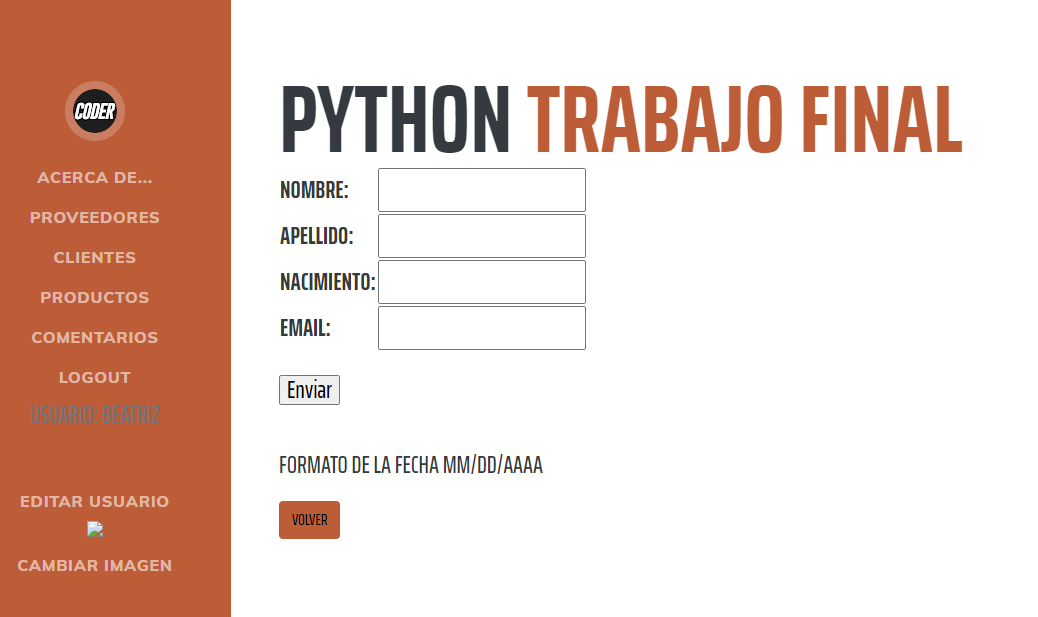 CODER
ACERCA DE...
PROVEEDORES
CLIENTES
PRODUCTOS
COMENTARIOS
LOGOUT
USUARIO: BEATRIZ
EDITAR USUARIO
CAMBIAR IMAGEN
PYTHON TRABAJO FINAL
NOMBRE:
APELLIDO:
NACIMIENTO:
EMAIL:
Enviar
FORMATO DE LA FECHA MM/DD/AAAA
VOLVER